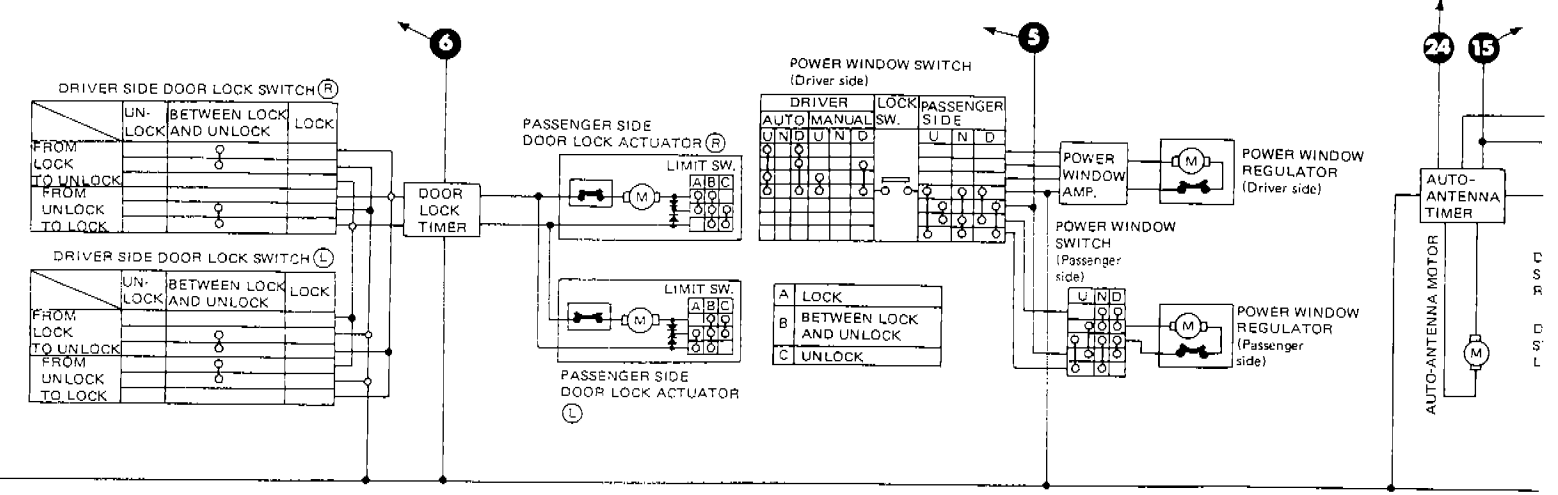 6
5
24
15
DRIVER SIDE DOOR LOCK SWITCH R
UN-LOCK
BETWEEN LOCK AND UNLOCK
LOCK
FROM
LOCK
TO UNLOCK
FROM
UNLOCK
TO LOCK
DRIVER SIDE DOOR LOCK SWITCH L
UN-LOCK
BETWEEN LOCK AND UNLOCK
LOCK
FROM
LOCK
TO UNLOCK
FROM
UNLOCK
TO LOCK
DOOR
LOCK
TIMER
PASSENGER SIDE
DOOR LOCK ACTUATOR R
LIMIT SW.
A B C
M
LIMIT SW.
A B C
M
PASSENGER SIDE
DOOR LOCK ACTUATOR
L
POWER WINDOW SWITCH
(Driver side)
DRIVER
LOCK SW.
PASSENGER SIDE
AUTO MANUAL
U N D U N D
U N D
A LOCK
B BETWEEN LOCK
AND UNLOCK
C UNLOCK
POWER
WINDOW
AMP.
M
POWER WINDOW
REGULATOR
(Driver side)
POWER WINDOW
SWITCH
(Passenger
side)
U N D
M
POWER WINDOW
REGULATOR
(Passenger
side)
AUTO-
ANTENNA
TIMER
AUTO-ANTENNA MOTOR
M
D
S
R
D
S
L